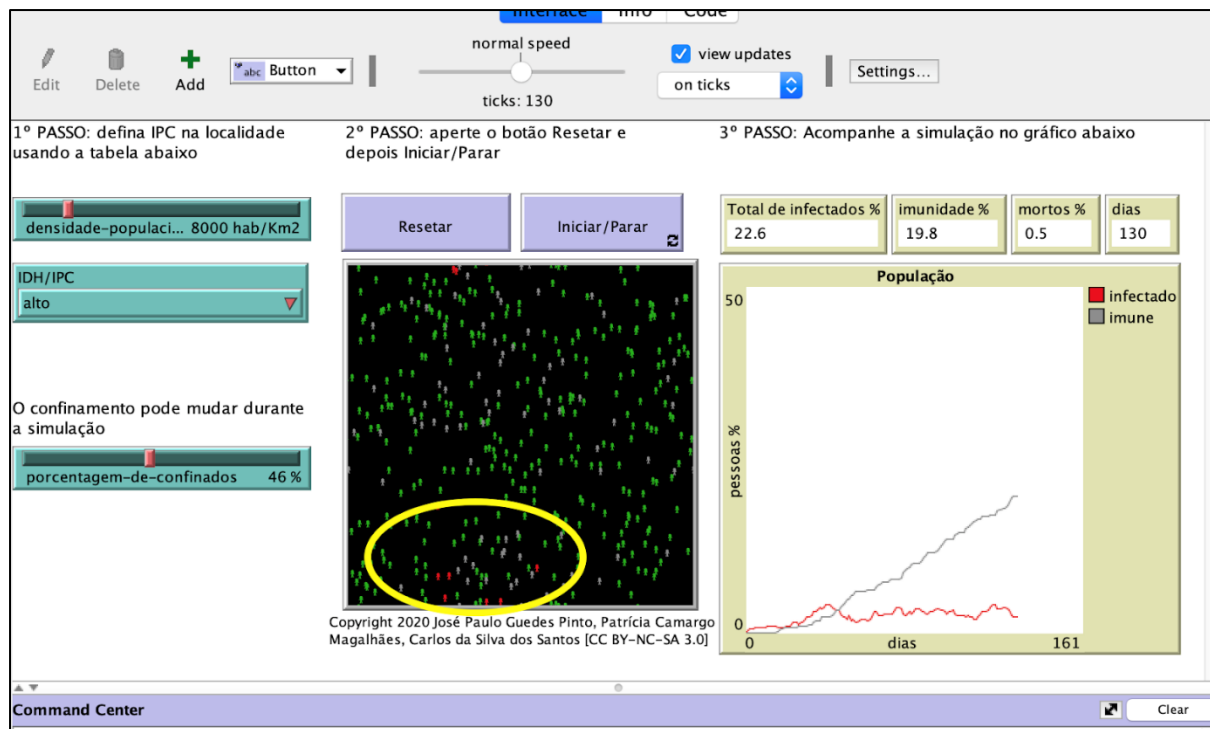 Interface Info Code
normal speed
view updates
Edit Delete Add abc Button on ticks Settings...
ticks: 130
1º PASSO: defina IPC na localidade
usando a tabela abaixo
2º PASSO: aperte o botão Resetar e
depois Iniciar/Parar
3º PASSO: Acompanhe a simulação no gráfico abaixo
densidade-populaci... 8000 hab/Km2
IDH/IPC
alto
O confinamento pode mudar durante
a simulação
porcentagem-de-confinados 46 %
Resetar Iniciar/Parar
Copyright 2020 José Paulo Guedes Pinto, Patrícia Camargo
Magalhães, Carlos da Silva dos Santos [CC BY-NC-SA 3.0]
Total de infectados % imunidade % mortos % dias
22.6 19.8 0.5 130
População
50
infectado
imune
pessoas %
0
0 dias 161
Command Center Clear